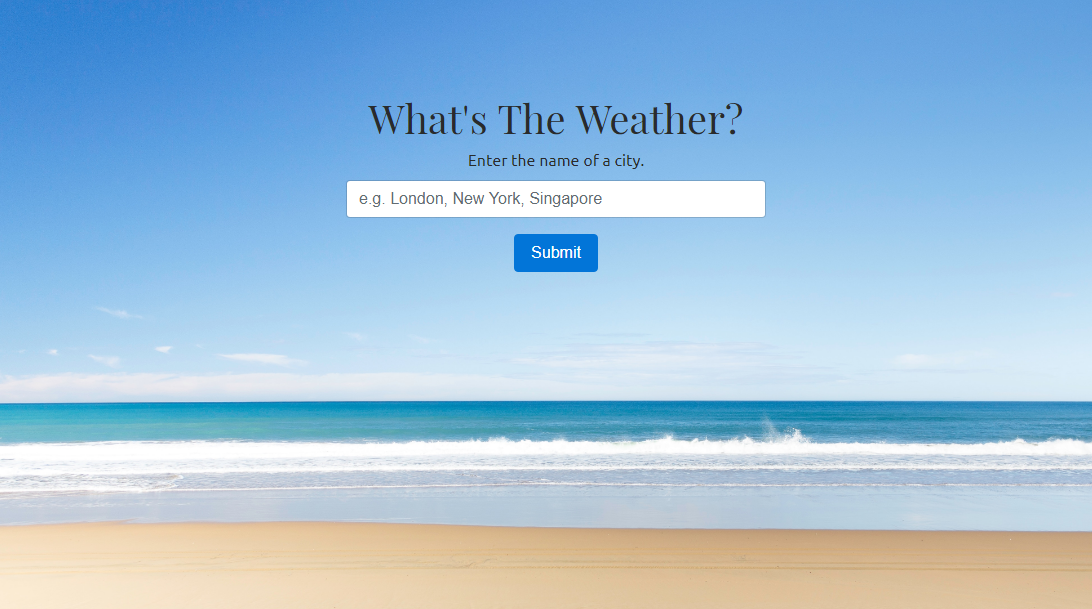 What's The Weather?
Enter the name of a city.
e.g. London, New York, Singapore
Submit